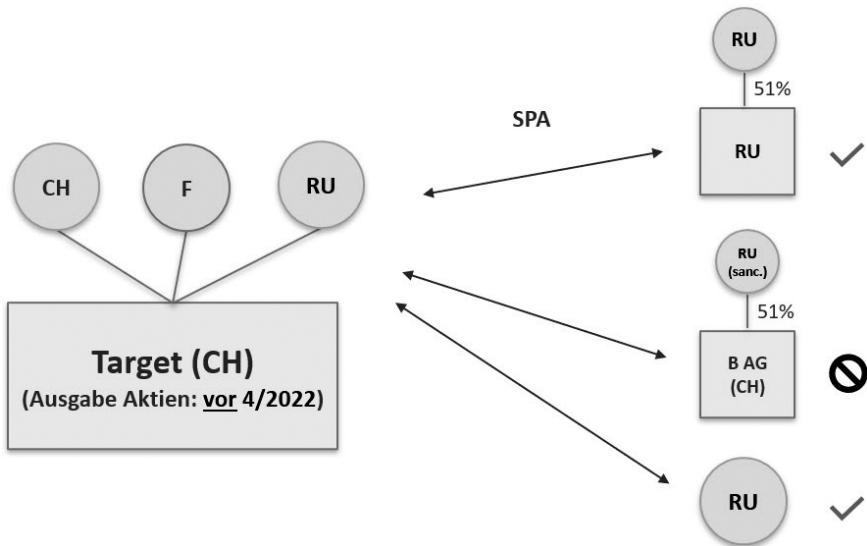 RU
51%
SPA
RU
CH
F
RU
RU
(sanc.)
51%
Target (CH)
(Ausgabe Aktien: vor 4/2022)
B AG
(CH)
RU